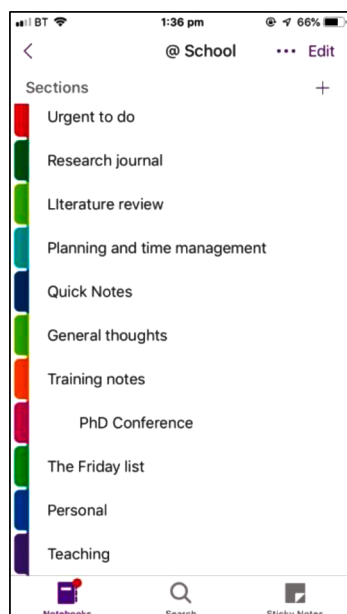 BT 1:36 pm 66%
@ School ... Edit
Sections +
Urgent to do
Research journal
LIterature review
Planning and time management
Quick Notes
General thoughts
Training notes
PhD Conference
The Friday list
Personal
Teaching
Notebooks Search Sticky Notes